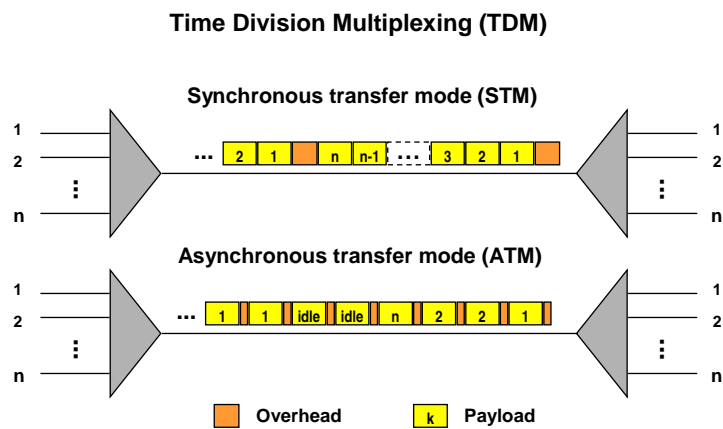 Time Division Multiplexing (TDM)
Synchronous transfer mode (STM)
1
2
...
n
... 2 1 n n-1 ... 3 2 1
1
2
...
n
Asynchronous transfer mode (ATM)
1
2
...
n
... 1 1 idle idle n 2 2 1
1
2
...
n
Overhead
k Payload